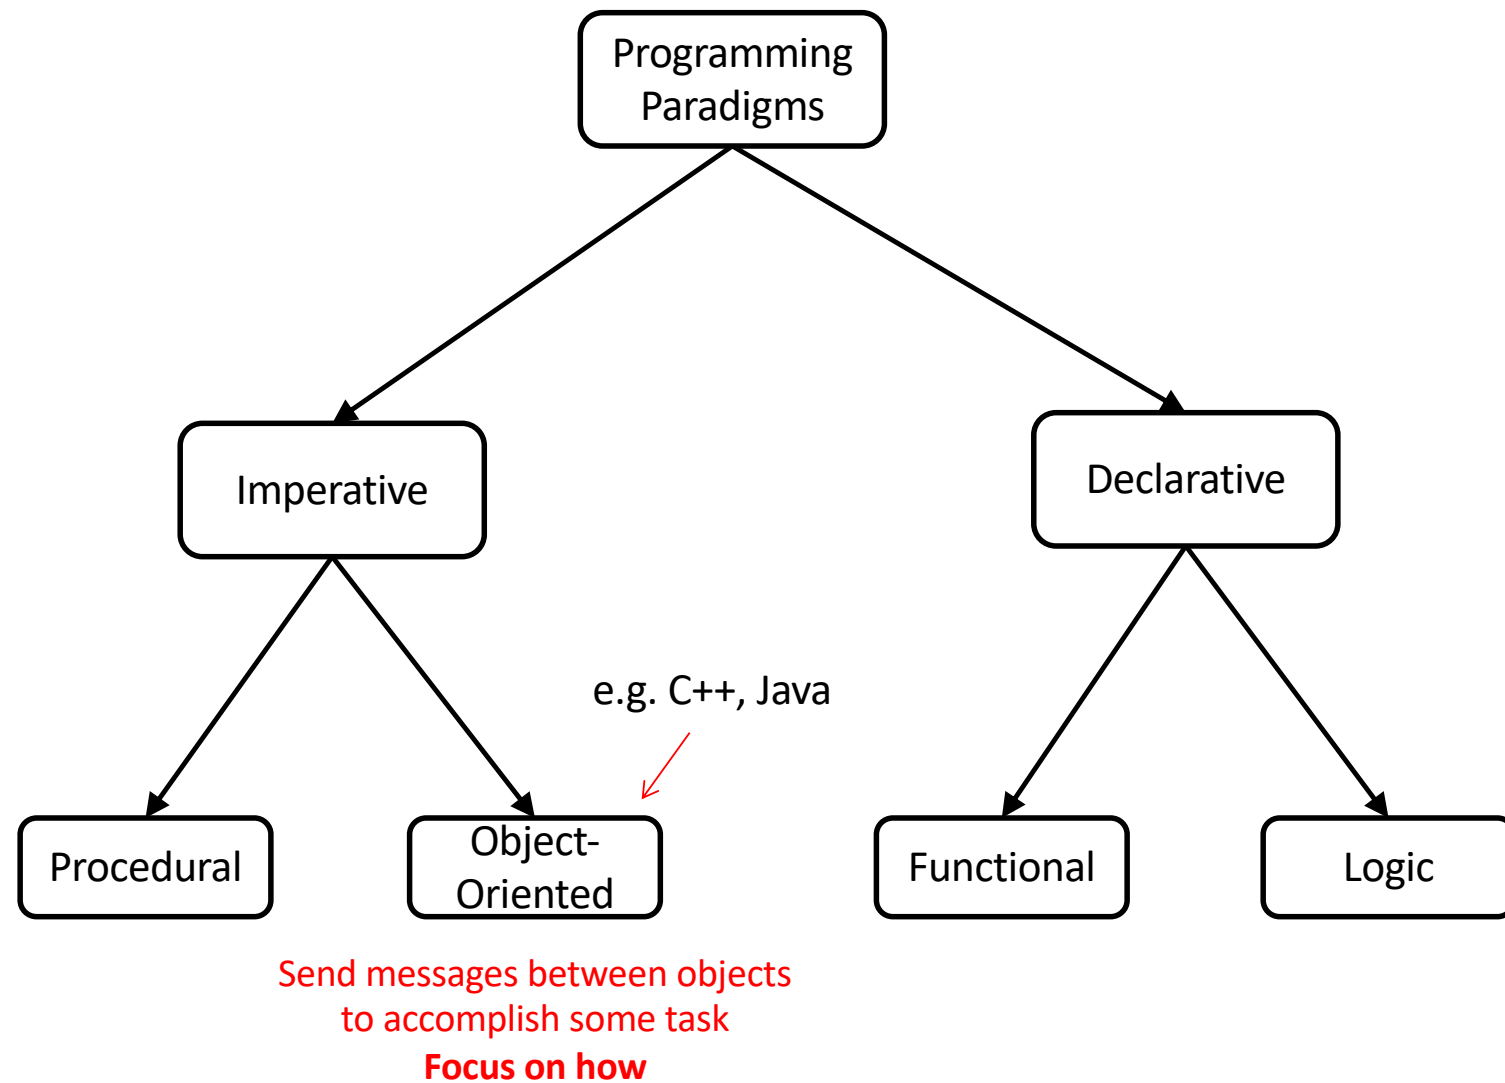 Programming
Paradigms
Imperative
Declarative
e.g. C++, Java
Procedural
Object-
Oriented
Functional
Logic
Send messages between objects
to accomplish some task
Focus on how